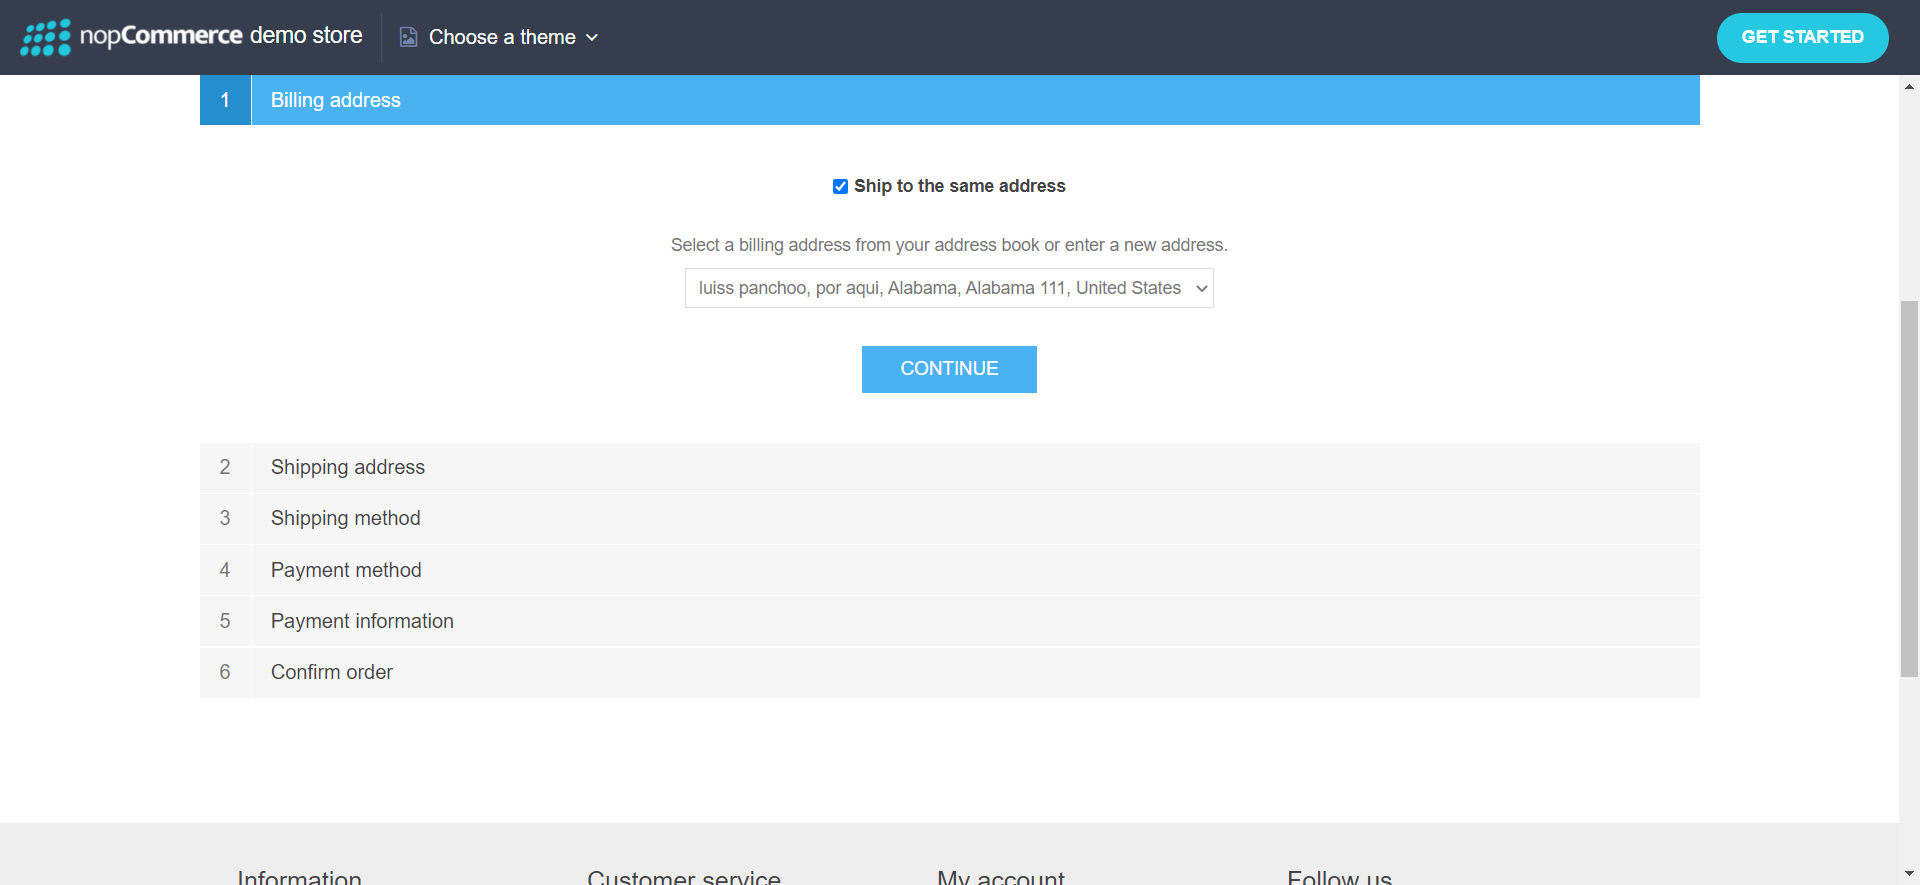 nopCommerce demo store
Choose a theme
GET STARTED
1 Billing address
Ship to the same address
Select a billing address from your address book or enter a new address.
luiss panchoo, por aqui, Alabama, Alabama 111, United States
CONTINUE
2 Shipping address
3 Shipping method
4 Payment method
5 Payment information
6 Confirm order
Information Customer service My account Follow us